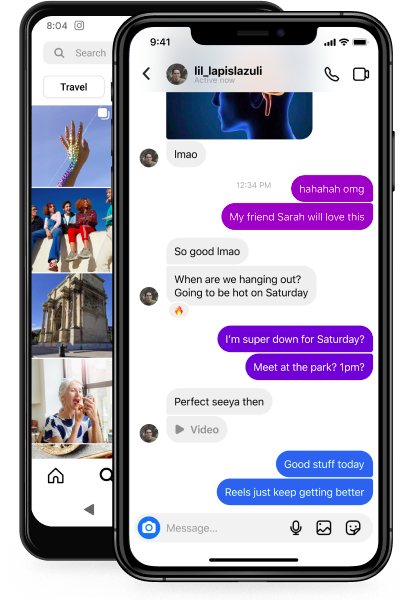 8:04
Search
Travel
9:41
lil_lapislazuli
Active now
lmao
12:34 PM
hahahah omg
My friend Sarah will love this
So good lmao
When are we hanging out?
Going to be hot on Saturday
I'm super down for Saturday?
Meet at the park? 1pm?
Perfect seeya then
Video
Good stuff today
Reels just keep getting better
Message...